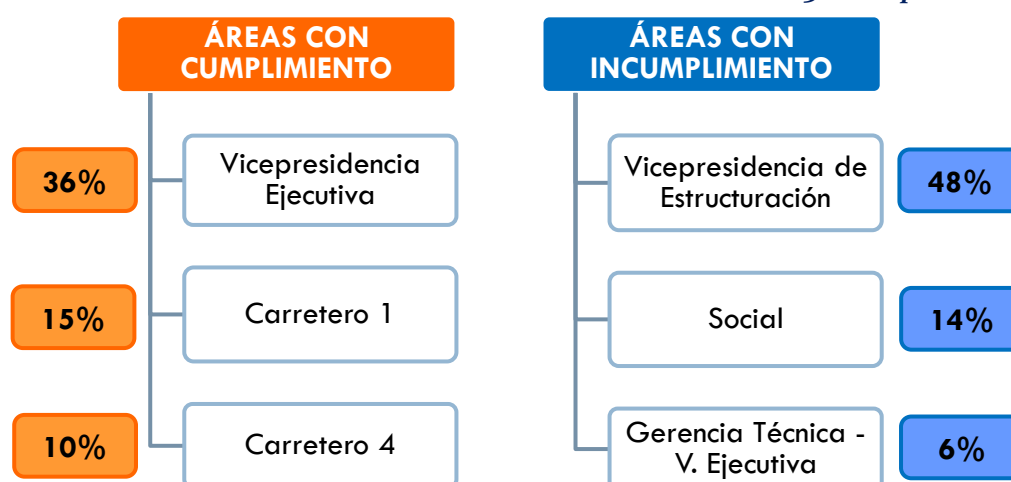 ÁREAS CON
CUMPLIMIENTO
36%
Vicepresidencia
Ejecutiva
15%
Carretero 1
10%
Carretero 4
ÁREAS CON
INCUMPLIMIENTO
Vicepresidencia de
Estructuración
48%
Social
14%
Gerencia Técnica -
V. Ejecutiva
6%